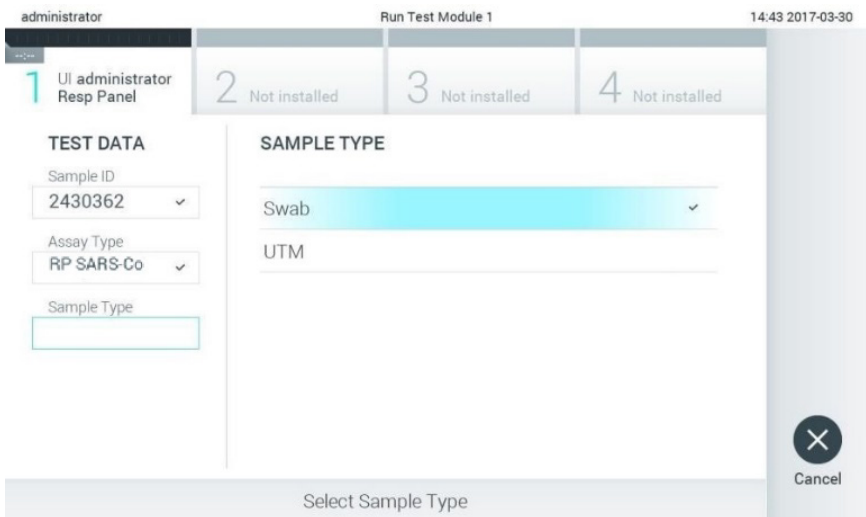 administrator Run Test Module 1 14:43 2017-03-30
--:--
1 UI administrator
Resp Panel
2 Not installed
3 Not installed
4 Not installed
TEST DATA
Sample ID
2430362
Assay Type
RP SARS-Co
Sample Type
SAMPLE TYPE
Swab
UTM
Cancel
Select Sample Type